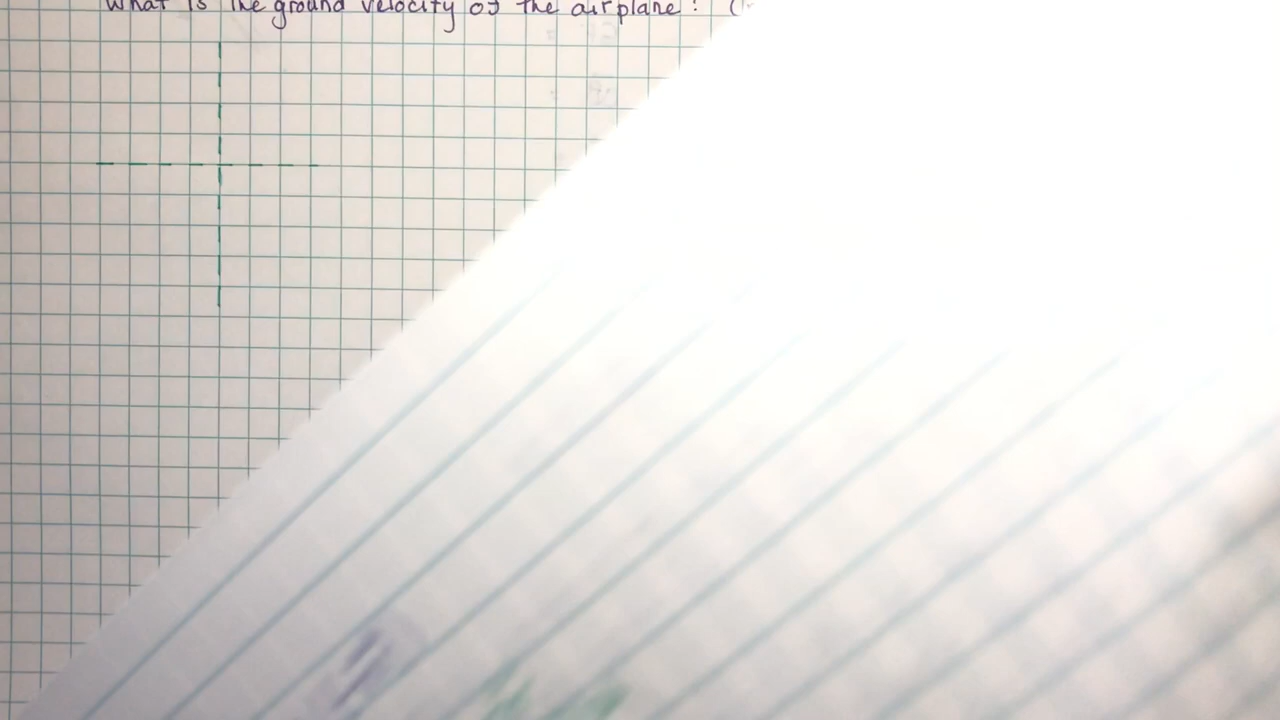 What is the ground velocity of the airplane? (